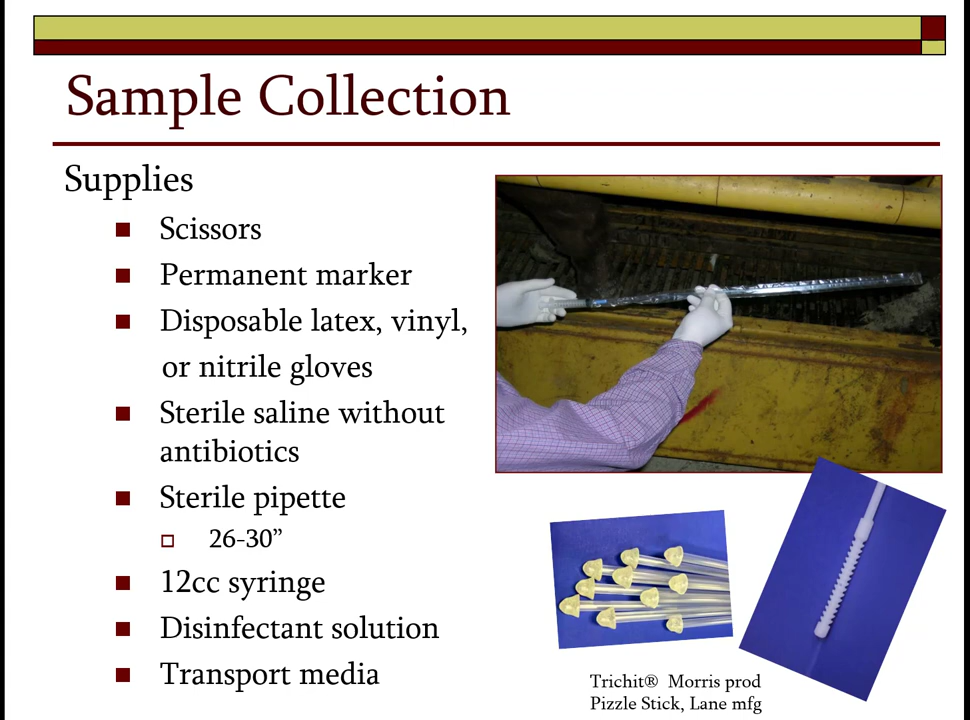 Sample Collection
Supplies
Scissors
Permanent marker
Disposable latex, vinyl,
or nitrile gloves
Sterile saline without
antibiotics
Sterile pipette
26-30”
12cc syringe
Disinfectant solution
Transport media
Trichit® Morris prod
Pizzle Stick, Lane mfg